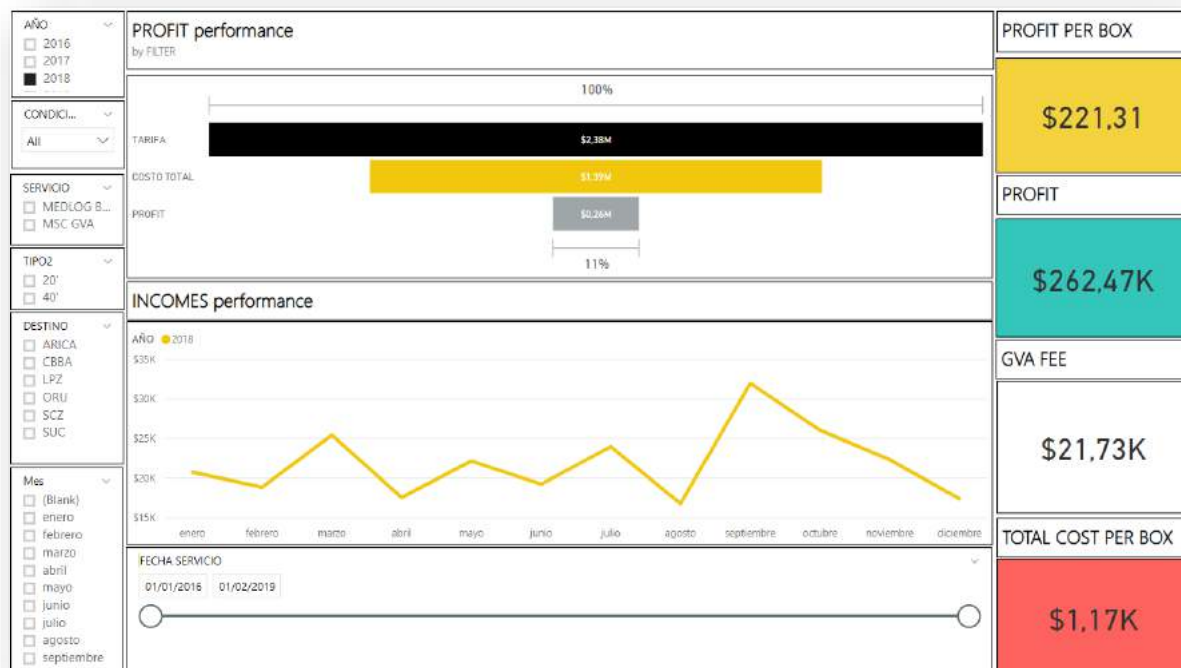 AÑO
2016
2017
2018
CONDICI...
All
SERVICIO
MEDLOG B...
MSC GVA
TIPO2
20'
40'
DESTINO
ARICA
CBBA
LPZ
ORU
SCZ
SUC
Mes
(Blank)
enero
febrero
marzo
abril
mayo
junio
julio
agosto
septiembre
PROFIT performance
by FILTER
100%
TARIFA
$2,38M
COSTO TOTAL
$1,39M
PROFIT
$0,26M
11%
INCOMES performance
AÑO 2018
$35K
$30K
$25K
$20K
$15K
enero febrero marzo abril mayo junio julio agosto septiembre octubre noviembre diciembre
FECHA SERVICIO
01/01/2016 01/02/2019
PROFIT PER BOX
$221,31
PROFIT
$262,47K
GVA FEE
$21,73K
TOTAL COST PER BOX
$1,17K